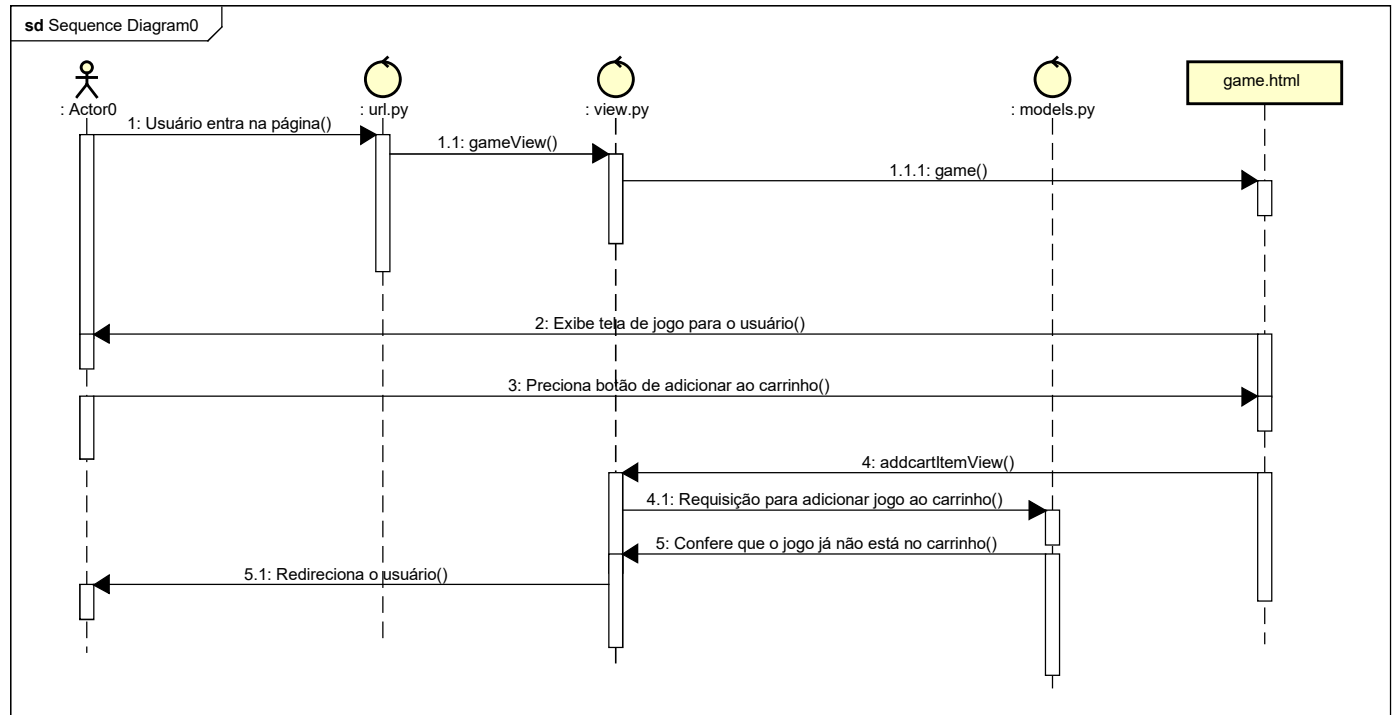 sd Sequence Diagram0
: Actor0
: url.py
: view.py
: models.py
game.html
1: Usuário entra na página()
1.1: gameView()
1.1.1: game()
2: Exibe tela de jogo para o usuário()
3: Preciona botão de adicionar ao carrinho()
4: addcartItemView()
4.1: Requisição para adicionar jogo ao carrinho()
5: Confere que o jogo já não está no carrinho()
5.1: Redireciona o usuário()